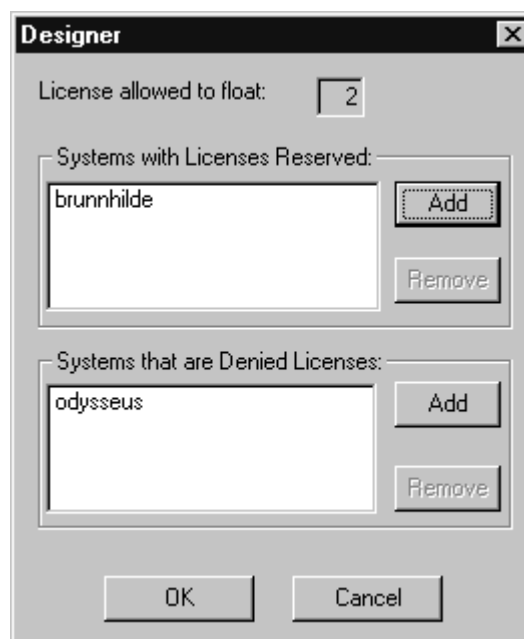 Designer
License allowed to float: 2
Systems with Licenses Reserved:
brunnhilde
Add
Remove
Systems that are Denied Licenses:
odysseus
Add
Remove
OK Cancel